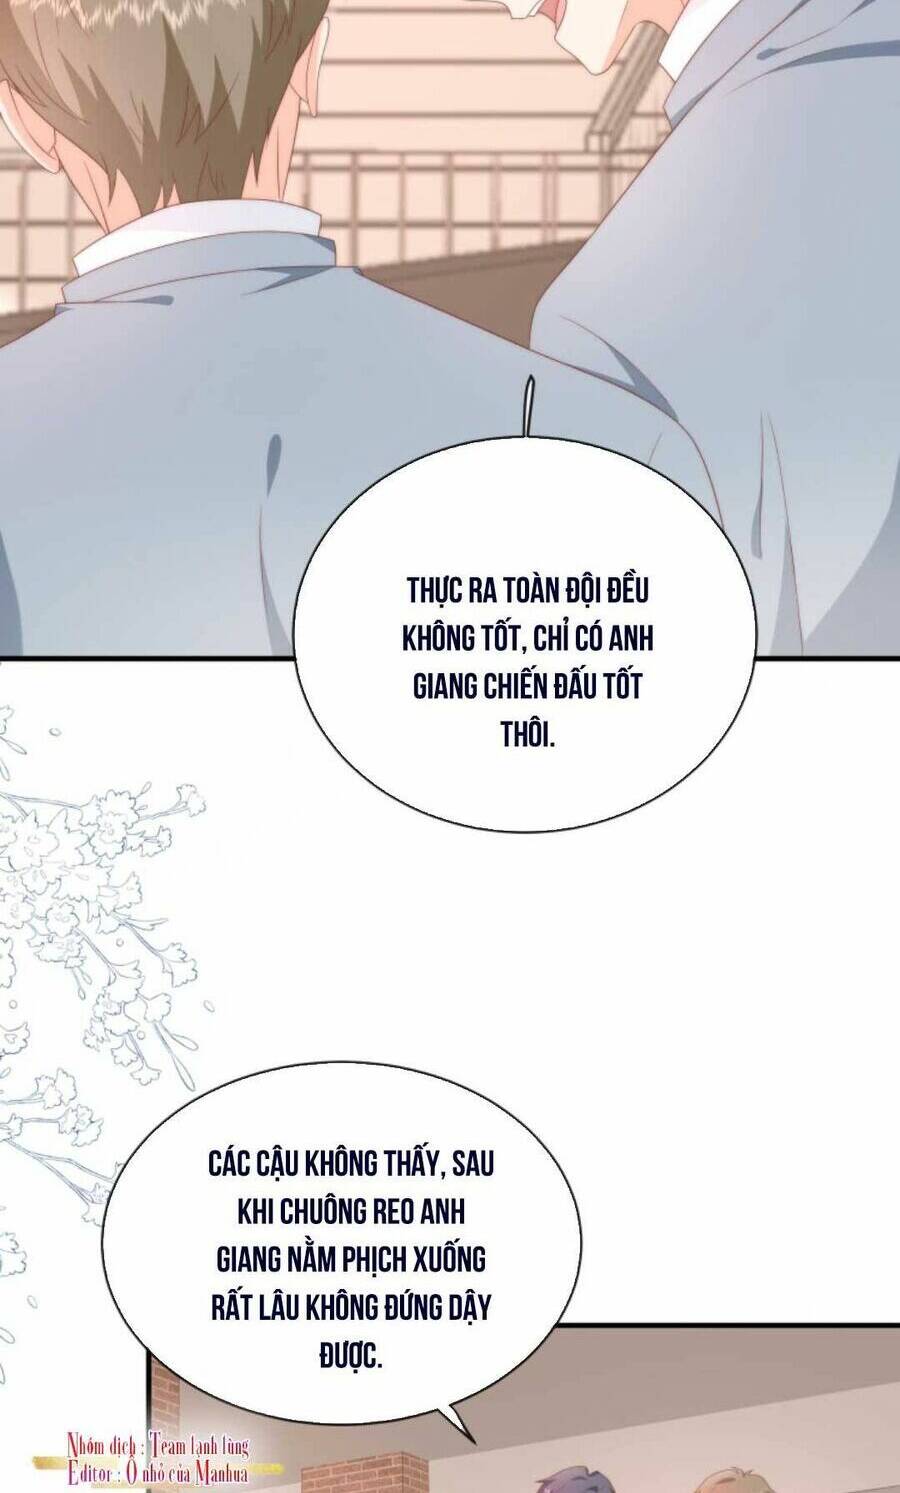 THỰC RA TOÀN ĐỘI ĐỀU
KHÔNG TỐT, CHỈ CÓ ANH
GIANG CHIẾN ĐẤU TỐT
THÔI.
CÁC CẬU KHÔNG THẤY, SAU
KHI CHUÔNG REO ANH
GIANG NẰM PHỊCH XUỐNG
RẤT LÂU KHÔNG ĐỨNG DẬY
ĐƯỢC.
Nhóm dịch : Team lạnh lùng
Editor : Ô nhỏ của Manhua